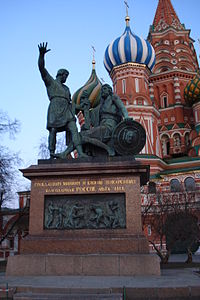 ГРАЖДАНИНУ МИНИНУ И КНЯЗЮ ПОЖАРСКОМУ
БЛАГОДАРНАЯ РОССІЯ. ЛѢТА 1818